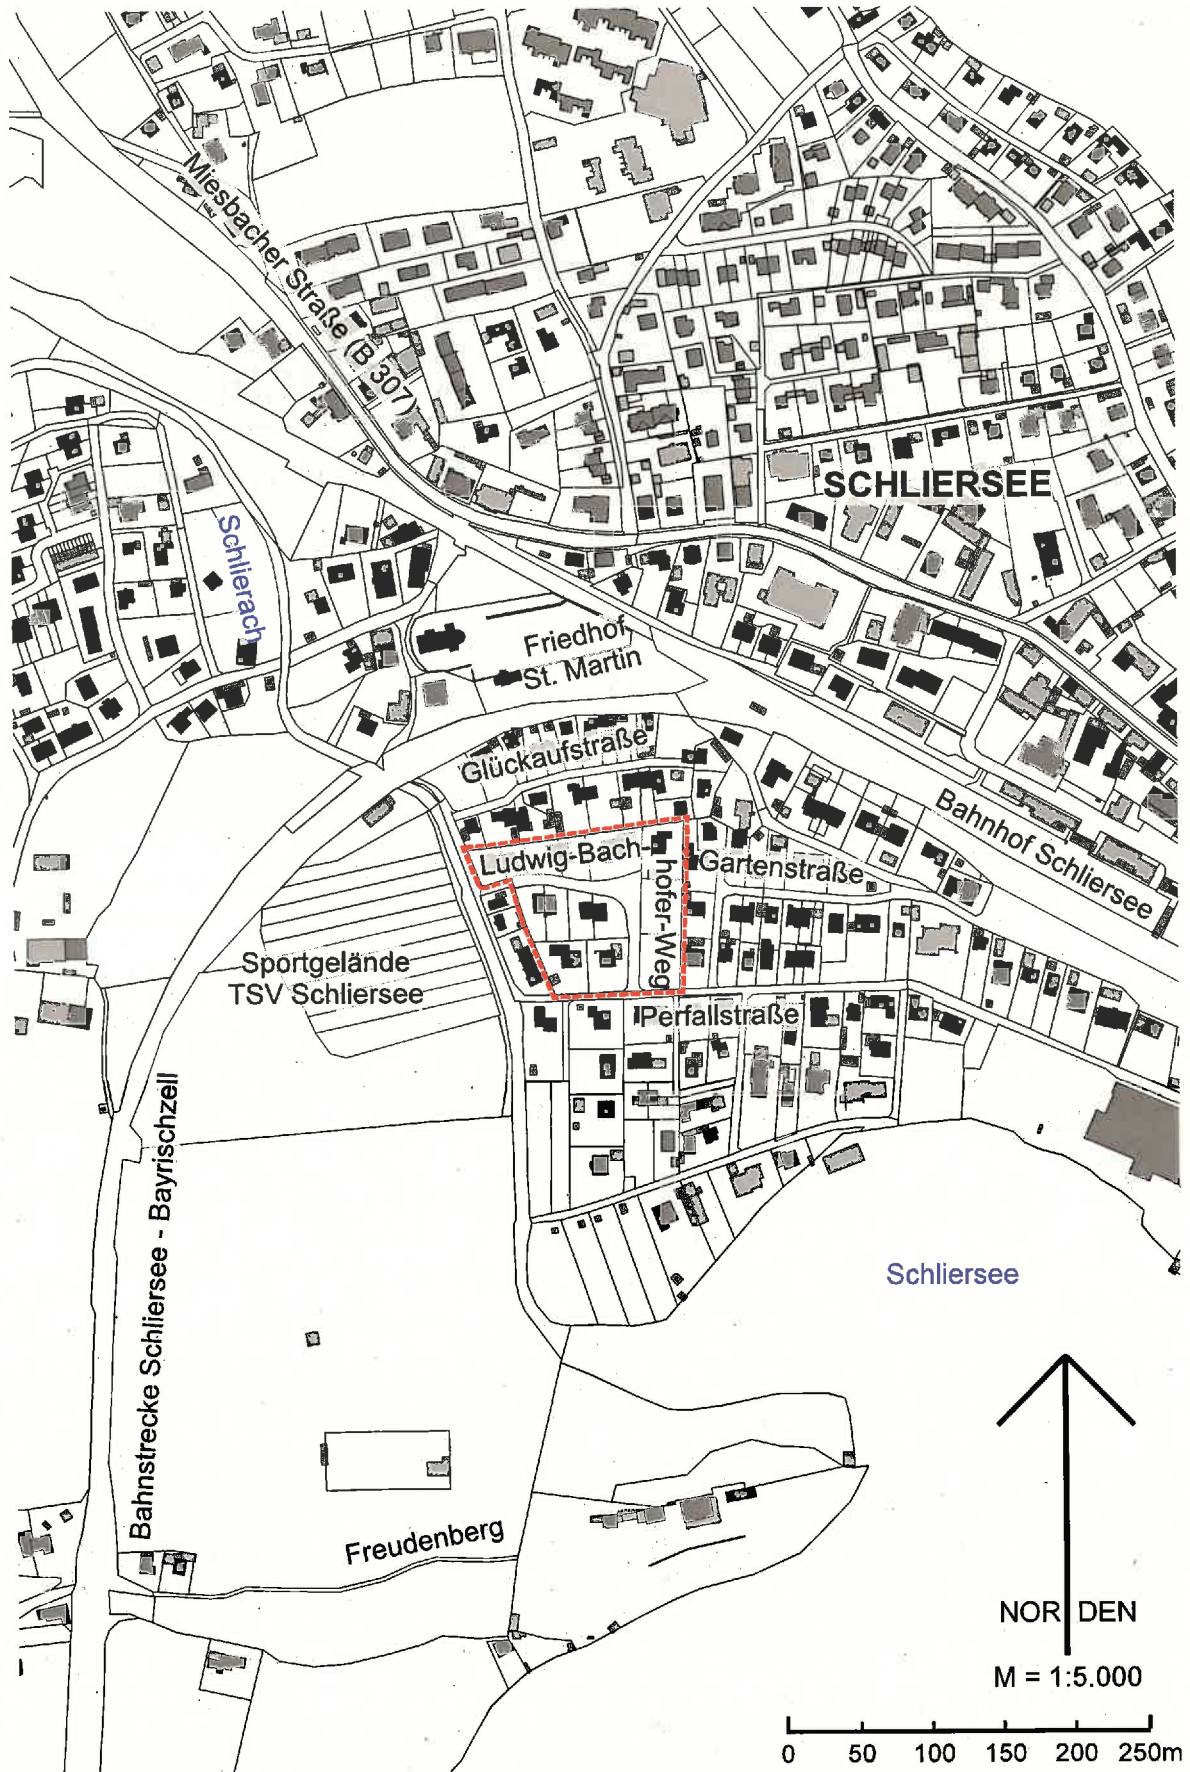 Miesbacher Straße (B 307)
SCHLIERSEE
Schlierach
Friedhof
St. Martin
Glückaufstraße
Bahnhof Schliersee
Ludwig-Bach-
hofer-Weg
Gartenstraße
Sportgelände
TSV Schliersee
Perfallstraße
Bahnstrecke Schliersee - Bayrischzell
Schliersee
Freudenberg
NORDEN
M = 1:5.000
0 50 100 150 200 250m